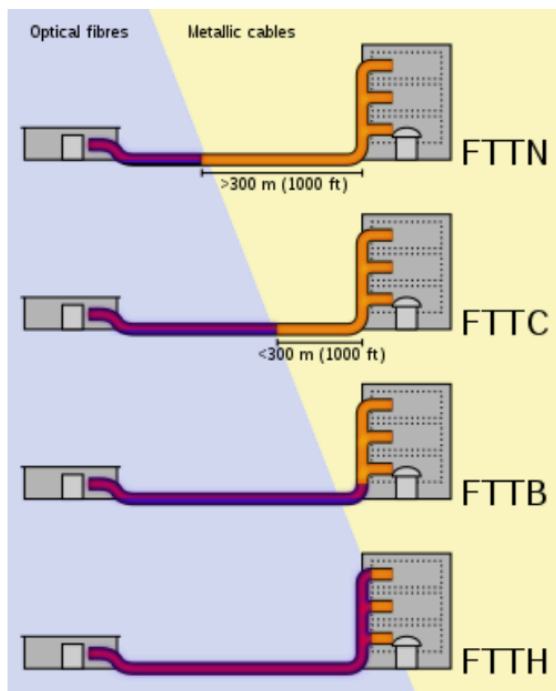 Optical fibres Metallic cables
FTTN
>300 m (1000 ft)
FTTC
<300 m (1000 ft)
FTTB
FTTH